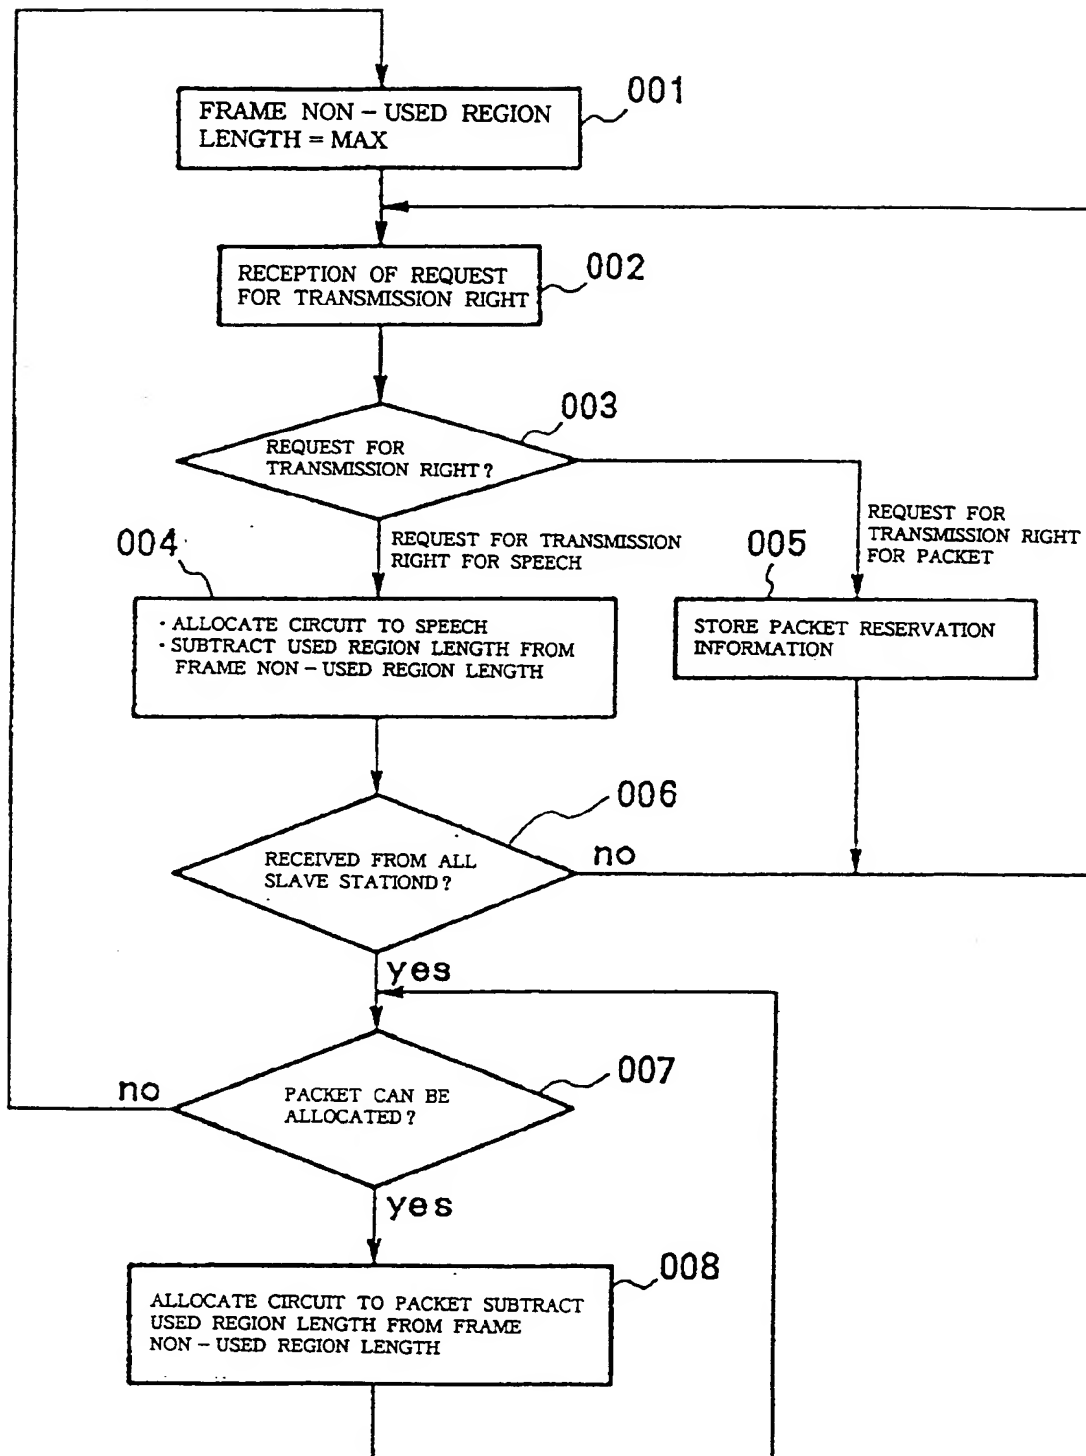 001
FRAME NON - USED REGION
LENGTH = MAX
002
RECEPTION OF REQUEST
FOR TRANSMISSION RIGHT
003
REQUEST FOR
TRANSMISSION RIGHT?
REQUEST FOR TRANSMISSION
RIGHT FOR SPEECH
REQUEST FOR
TRANSMISSION RIGHT
FOR PACKET
004
· ALLOCATE CIRCUIT TO SPEECH
· SUBTRACT USED REGION LENGTH FROM
FRAME NON - USED REGION LENGTH
005
STORE PACKET RESERVATION
INFORMATION
006
RECEIVED FROM ALL
SLAVE STATIOND?
no
yes
007
PACKET CAN BE
ALLOCATED?
no
yes
008
ALLOCATE CIRCUIT TO PACKET SUBTRACT
USED REGION LENGTH FROM FRAME
NON - USED REGION LENGTH